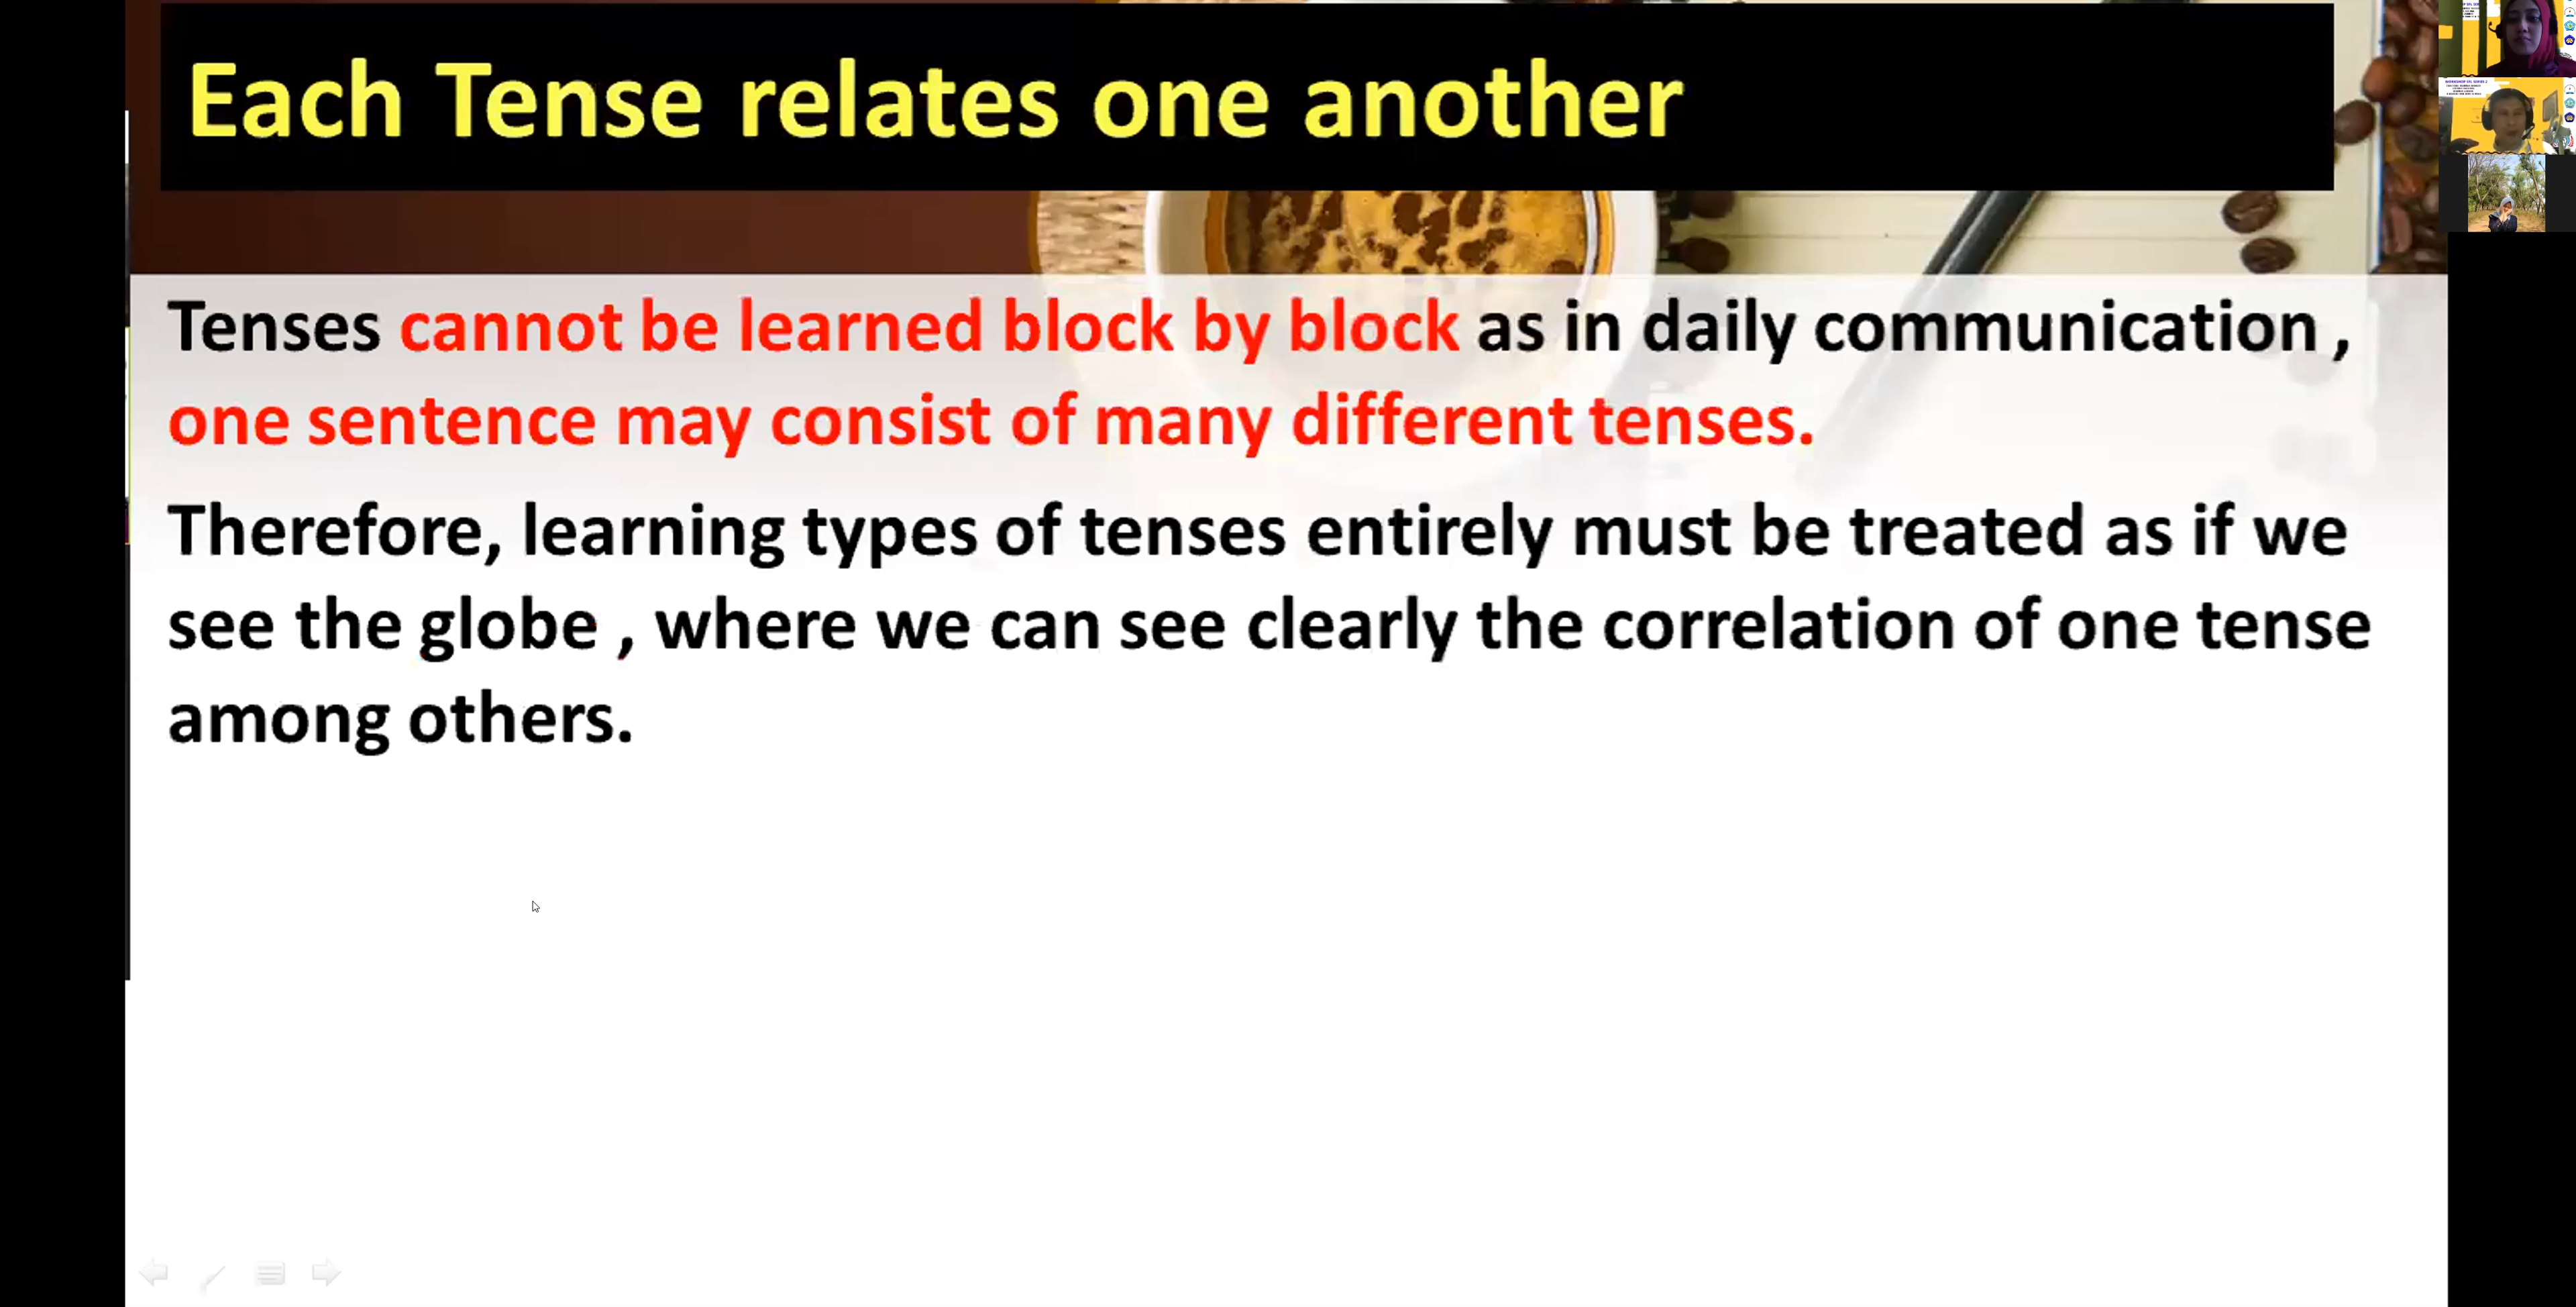 Each Tense relates one another
Tenses cannot be learned block by block as in daily communication ,
one sentence may consist of many different tenses.
Therefore, learning types of tenses entirely must be treated as if we
see the globe , where we can see clearly the correlation of one tense
among others.